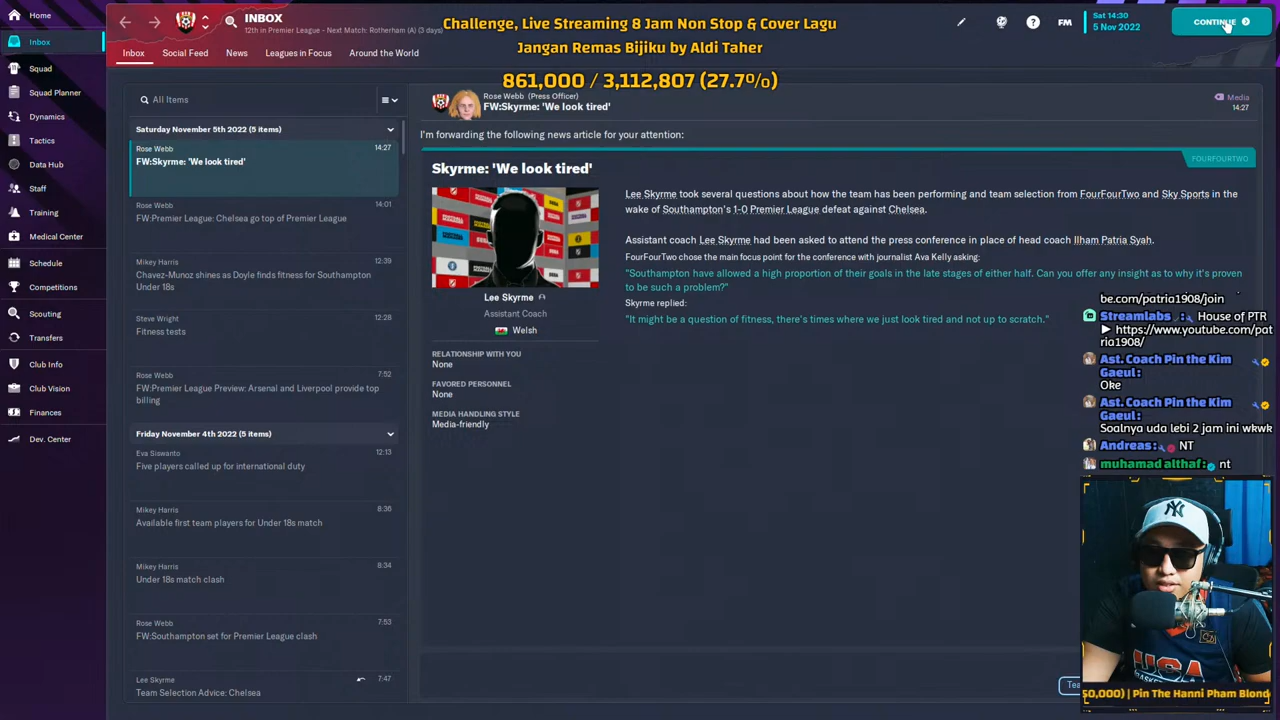 Home
Inbox
Squad
Squad Planner
Dynamics
Tactics
Data Hub
Staff
Training
Medical Center
Schedule
Competitions
Scouting
Transfers
Club Info
Club Vision
Finances
Dev. Center
INBOX
12th in Premier League - Next Match: Rotherham (A) (3 days)
Challenge, Live Streaming 8 Jam Non Stop & Cover Lagu
Jangan Remas Bijiku by Aldi Taher
861,000 / 3,112,807 (27.7%)
FM
Sat 14:30
5 Nov 2022
CONTINUE
Inbox
Social Feed
News
Leagues in Focus
Around the World
All Items
Saturday November 5th 2022 (5 items)
Rose Webb 14:27
FW:Skyrme: 'We look tired'
Rose Webb 14:01
FW:Premier League: Chelsea go top of Premier League
Mikey Harris 12:39
Chavez-Munoz shines as Doyle finds fitness for Southampton
Under 18s
Steve Wright 12:28
Fitness tests
Rose Webb 7:52
FW:Premier League Preview: Arsenal and Liverpool provide top
billing
Friday November 4th 2022 (5 items)
Eva Siswanto 12:13
Five players called up for international duty
Mikey Harris 8:36
Available first team players for Under 18s match
Mikey Harris 8:34
Under 18s match clash
Rose Webb 7:53
FW:Southampton set for Premier League clash
Lee Skyrme 7:47
Team Selection Advice: Chelsea
Rose Webb (Press Officer)
FW:Skyrme: 'We look tired'
Media
14:27
I'm forwarding the following news article for your attention:
FOURFOURTWO
Skyrme: 'We look tired'
Lee Skyrme
Assistant Coach
Welsh
RELATIONSHIP WITH YOU
None
FAVORED PERSONNEL
None
MEDIA HANDLING STYLE
Media-friendly
Lee Skyrme took several questions about how the team has been performing and team selection from FourFourTwo and Sky Sports in the
wake of Southampton's 1-0 Premier League defeat against Chelsea.
Assistant coach Lee Skyrme had been asked to attend the press conference in place of head coach Ilham Patria Syah.
FourFourTwo chose the main focus point for the conference with journalist Ava Kelly asking:
"Southampton have allowed a high proportion of their goals in the late stages of either half. Can you offer any insight as to why it's proven
to be such a problem?"
Skyrme replied:
"It might be a question of fitness, there's times where we just look tired and not up to scratch."
be.com/patria1908/join
Streamlabs : House of PTR
► https://www.youtube.com/pat
ria1908/
Ast. Coach Pin the Kim
Gaeul :
Oke
Ast. Coach Pin the Kim
Gaeul :
Soalnya uda lebi 2 jam ini wkwk
Andreas : NT
muhamad althaf : nt
USA
50,000) | Pin The Hanni Pham Blond